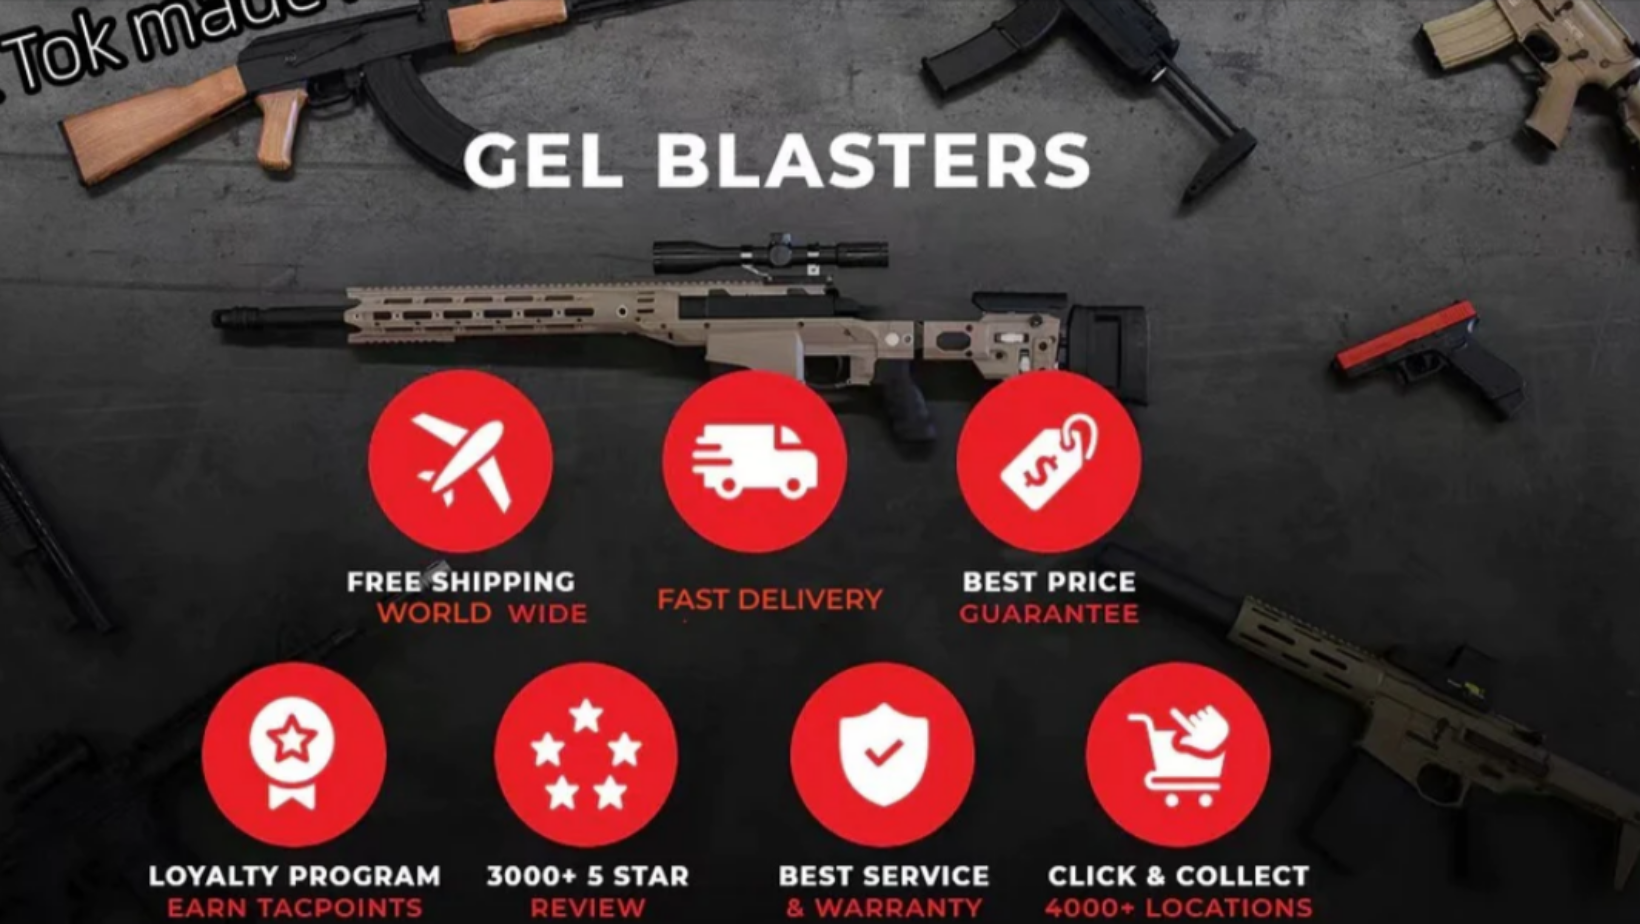 Tok made
GEL BLASTERS
FREE SHIPPING
WORLD WIDE
FAST DELIVERY
BEST PRICE
GUARANTEE
LOYALTY PROGRAM
EARN TACPOINTS
3000+ 5 STAR
REVIEW
BEST SERVICE
& WARRANTY
CLICK & COLLECT
4000+ LOCATIONS